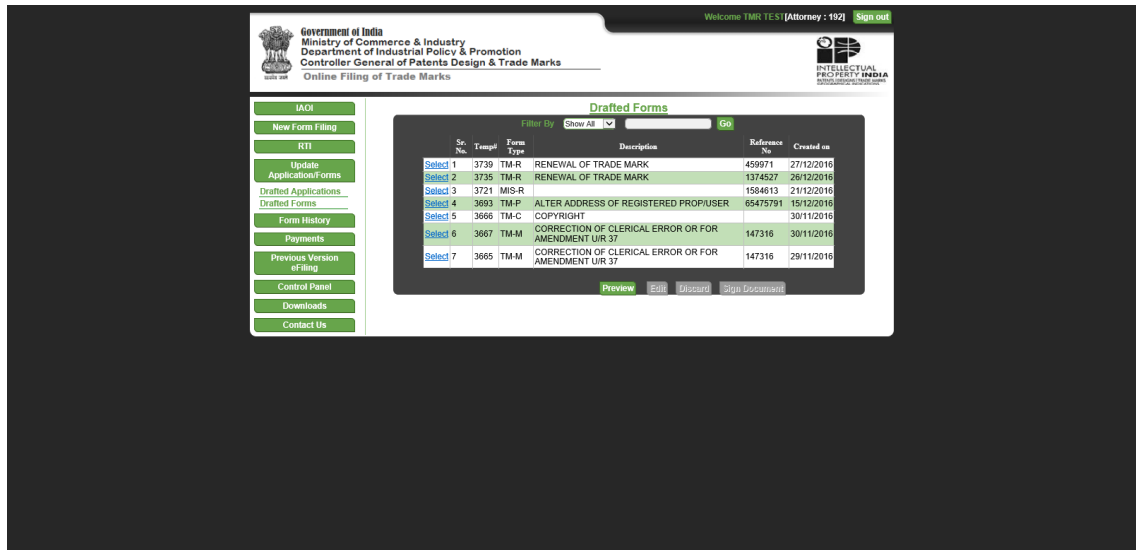 Welcome TMR TEST[Attorney : 192] Sign out
Government of India
Ministry of Commerce & Industry
Department of Industrial Policy & Promotion
Controller General of Patents Design & Trade Marks
Online Filing of Trade Marks
INTELLECTUAL
PROPERTY INDIA
IAOI
New Form Filing
RTI
Update
Application/Forms
Drafted Applications
Drafted Forms
Form History
Payments
Previous Version
eFiling
Control Panel
Downloads
Contact Us
Drafted Forms
Filter By Show All Go
Sr. No. Temp# Form Type Description Reference No Created on
Select 1 3739 TM-R RENEWAL OF TRADE MARK 459971 27/12/2016
Select 2 3735 TM-R RENEWAL OF TRADE MARK 1374527 26/12/2016
Select 3 3721 MIS-R 1584613 21/12/2016
Select 4 3693 TM-P ALTER ADDRESS OF REGISTERED PROP/USER 65475791 15/12/2016
Select 5 3666 TM-C COPYRIGHT 30/11/2016
Select 6 3667 TM-M CORRECTION OF CLERICAL ERROR OR FOR AMENDMENT U/R 37 147316 30/11/2016
Select 7 3665 TM-M CORRECTION OF CLERICAL ERROR OR FOR AMENDMENT U/R 37 147316 29/11/2016
Preview Edit Discard Sign Document